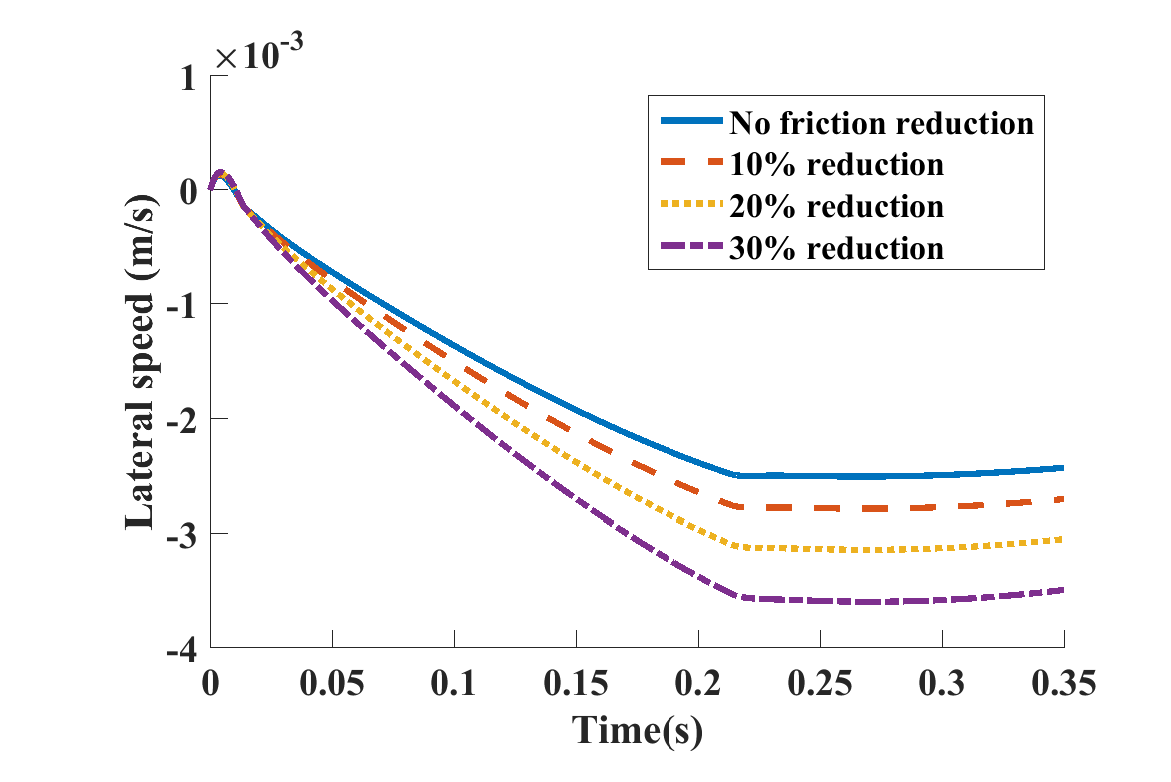 ×10-3
1
0
-1
-2
-3
-4
Lateral speed (m/s)
No friction reduction
10% reduction
20% reduction
30% reduction
0 0.05 0.1 0.15 0.2 0.25 0.3 0.35
Time(s)